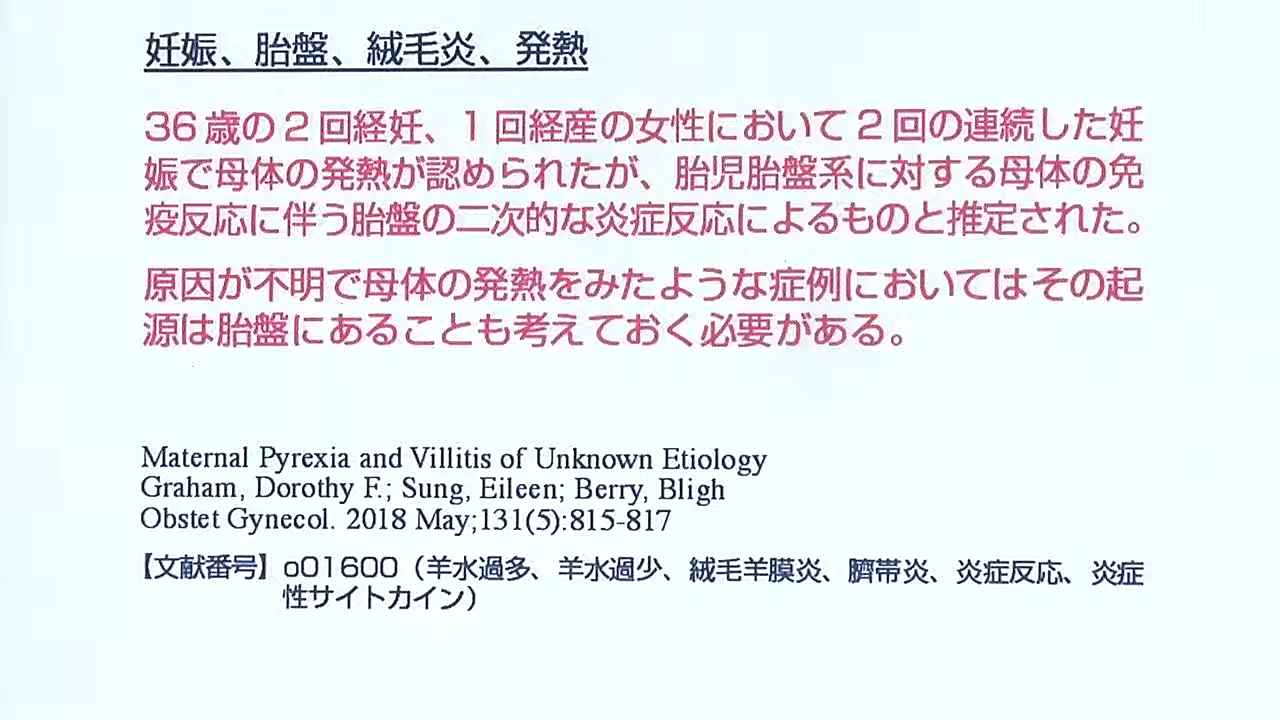 妊娠、胎盤、絨毛炎、発熱
36 歳の 2 回経妊、1 回経産の女性において 2 回の連続した妊
娠で母体の発熱が認められたが、胎児胎盤系に対する母体の免
疫反応に伴う胎盤の二次的な炎症反応によるものと推定された。
原因が不明で母体の発熱をみたような症例においてはその起
源は胎盤にあることも考えておく必要がある。
Maternal Pyrexia and Villitis of Unknown Etiology
Graham, Dorothy F.; Sung, Eileen; Berry, Bligh
Obstet Gynecol. 2018 May;131(5):815-817
【文献番号】o01600（羊水過多、羊水過少、絨毛羊膜炎、臍帯炎、炎症反応、炎症
性サイトカイン）